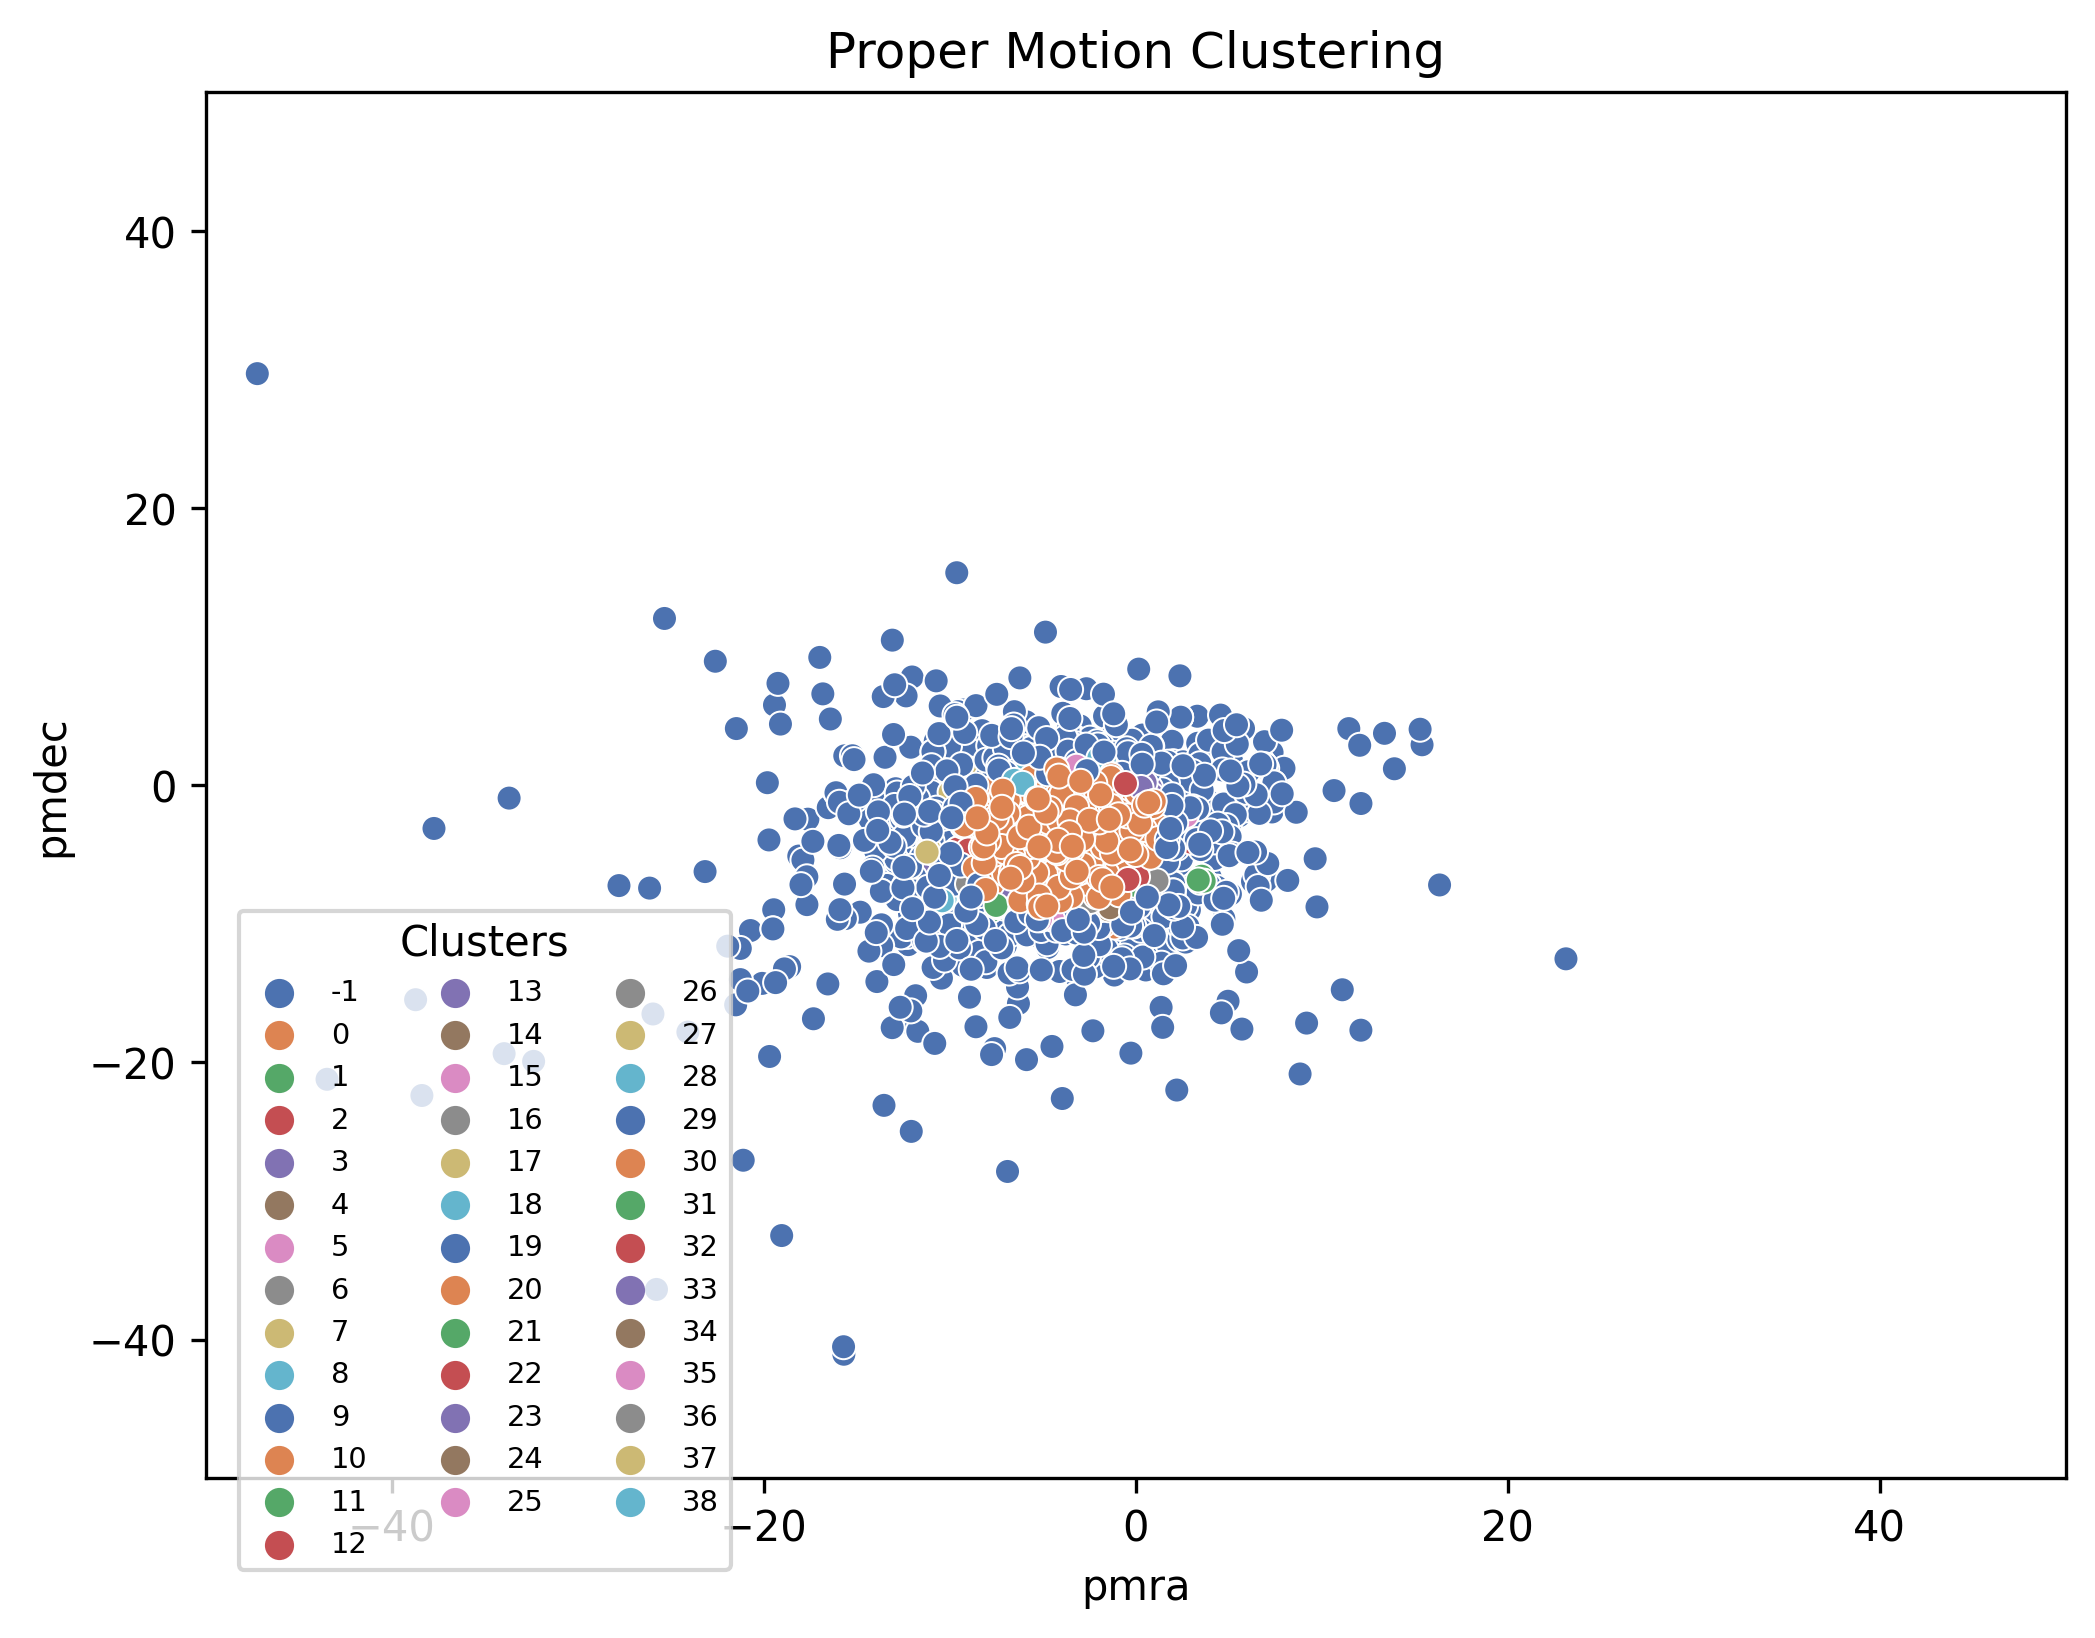 Proper Motion Clustering
pmdec
40
20
0
−20
−40
Clusters
-1 13 26
0 14 27
1 15 28
2 16 29
3 17 30
4 18 31
5 19 32
6 20 33
7 21 34
8 22 35
9 23 36
10 24 37
11 25 38
12
−40 −20 0 20 40
pmra